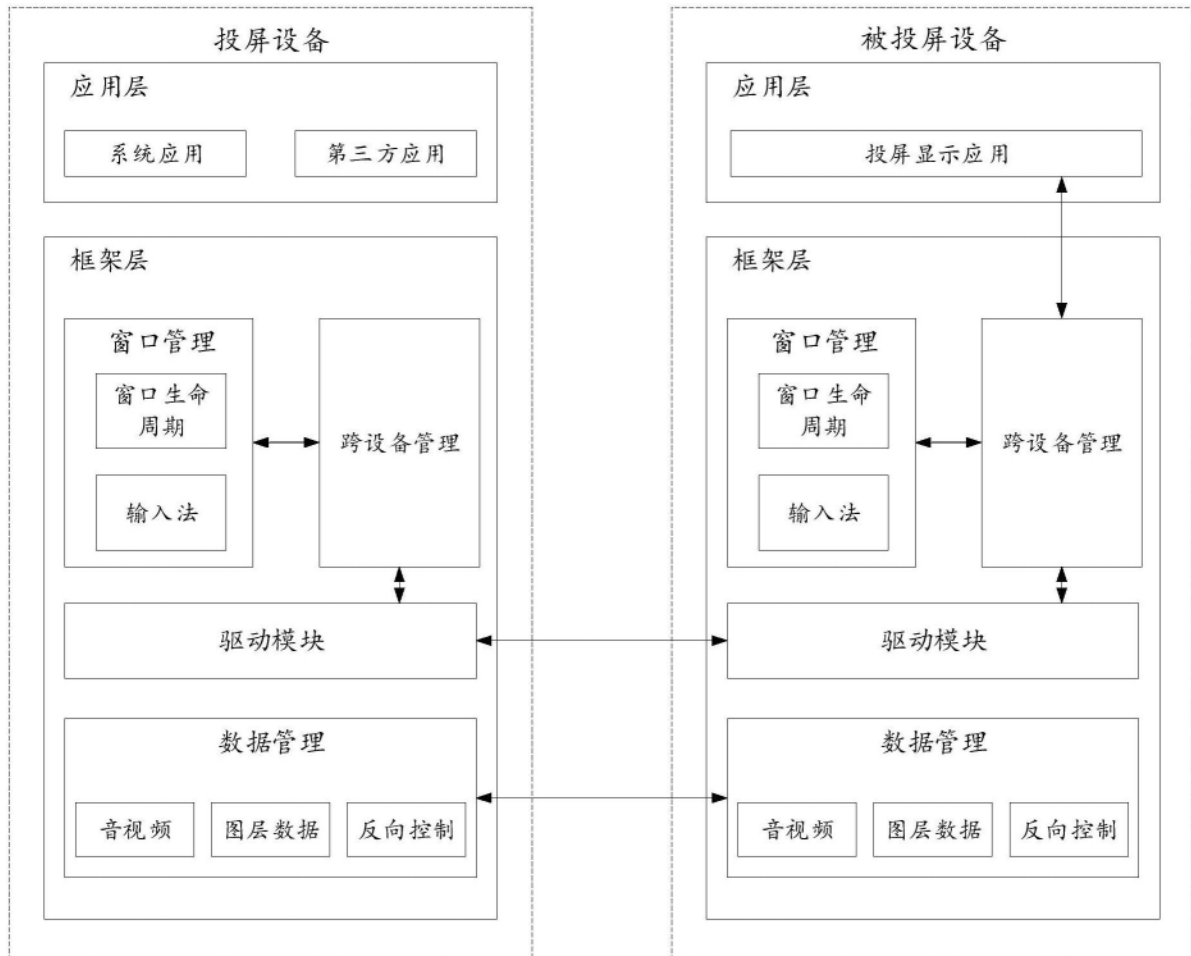 投屏设备
应用层
系统应用
第三方应用
框架层
窗口管理
窗口生命
周期
输入法
跨设备管理
驱动模块
数据管理
音视频
图层数据
反向控制
被投屏设备
应用层
投屏显示应用
框架层
窗口管理
窗口生命
周期
输入法
跨设备管理
驱动模块
数据管理
音视频
图层数据
反向控制